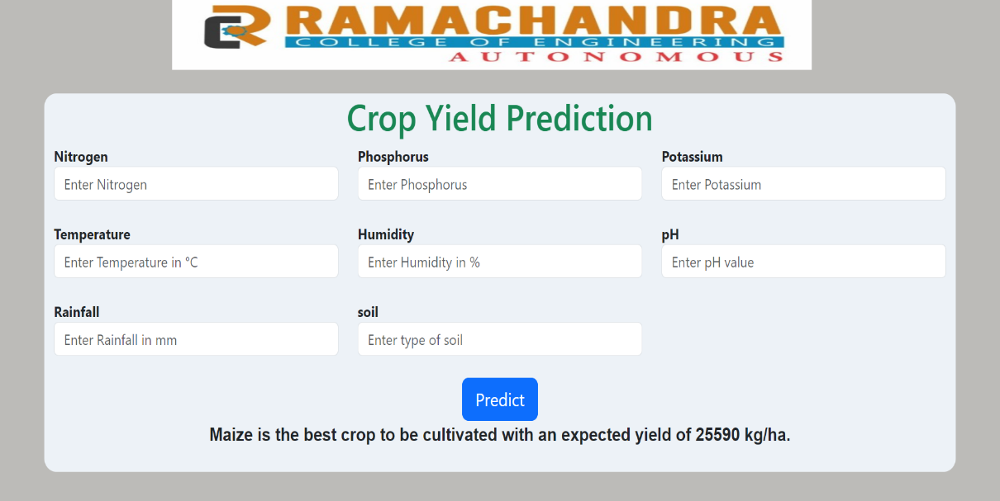 RAMACHANDRA
COLLEGE OF ENGINEERING
AUTONOMOUS
Crop Yield Prediction
Nitrogen Phosphorus Potassium
Enter Nitrogen Enter Phosphorus Enter Potassium
Temperature Humidity pH
Enter Temperature in °C Enter Humidity in % Enter pH value
Rainfall soil
Enter Rainfall in mm Enter type of soil
Predict
Maize is the best crop to be cultivated with an expected yield of 25590 kg/ha.